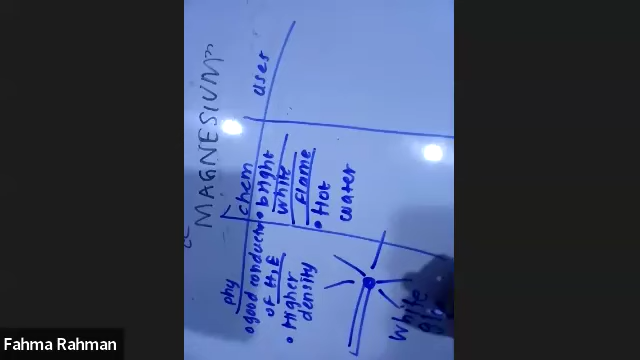 "MAGNESIUM"
phy
good conductor
of H&E
• Higher
density
chem
• bright
white
flame
• Hot
water
uses
white
Fahma Rahman